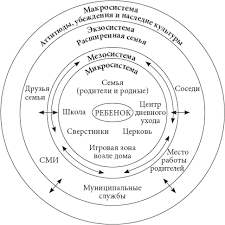 Макросистема
Аттитюды, убеждения и наследие культуры
Экзосистема
Расширенная семья
Мезосистема
Микросистема
Семья
(родители и родные)
Друзья
семьи
Соседи
Школа
РЕБЕНОК
Центр
дневного
ухода
Сверстники
Церковь
Игровая зона
возле дома
СМИ
Место
работы
родителей
Муниципальные
службы